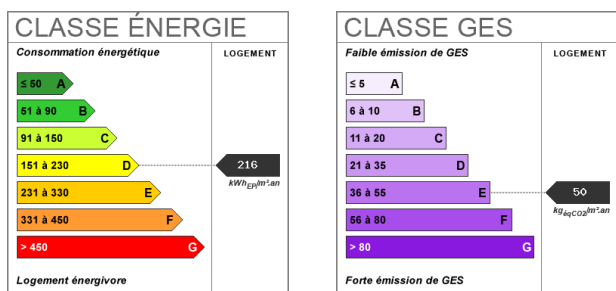 CLASSE ÉNERGIE
Consommation énergétique
LOGEMENT
≤ 50 A
51 à 90 B
91 à 150 C
151 à 230 D
216
kWhEP/m².an
231 à 330 E
331 à 450 F
> 450 G
Logement énergivore
CLASSE GES
Faible émission de GES
LOGEMENT
≤ 5 A
6 à 10 B
11 à 20 C
21 à 35 D
36 à 55 E
50
kgéqCO2/m².an
56 à 80 F
> 80 G
Forte émission de GES